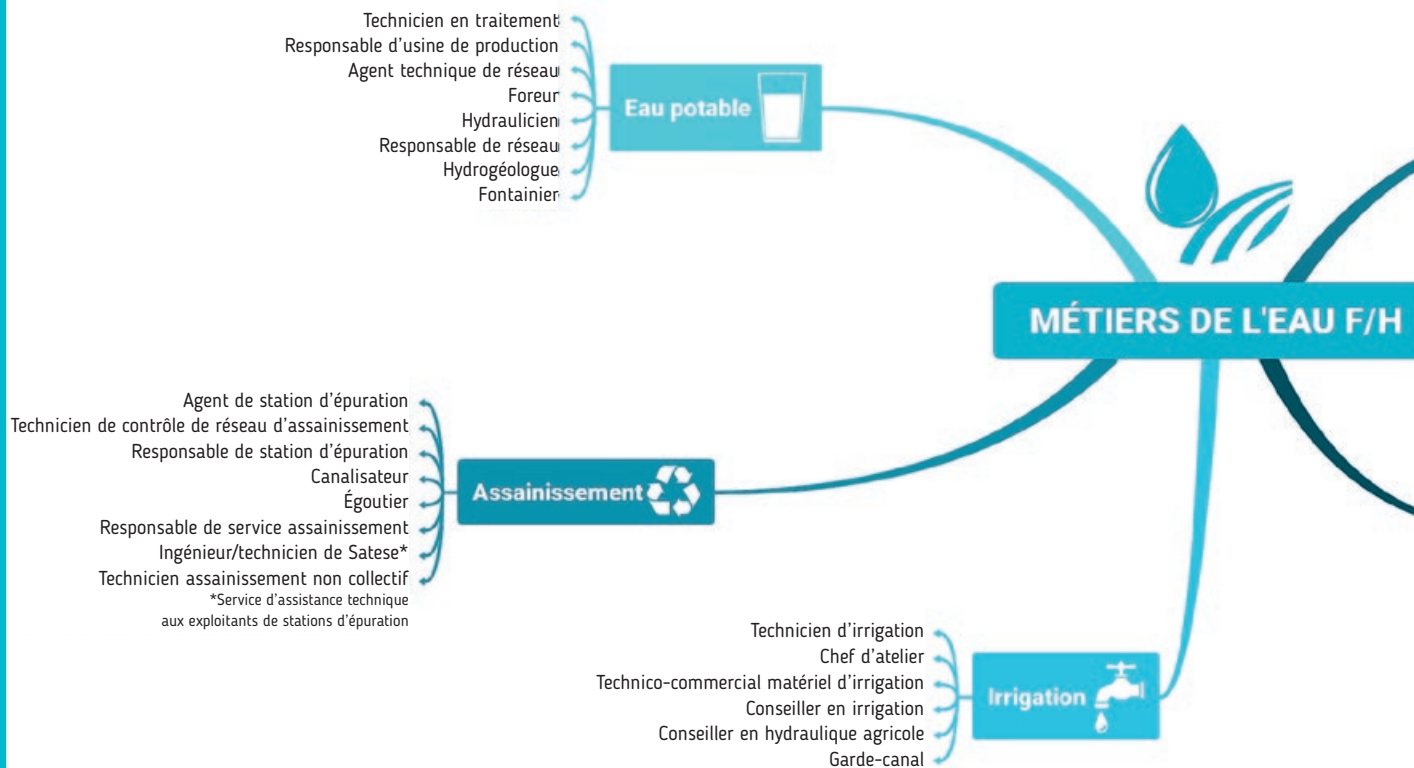 Technicien en traitement
Responsable d'usine de production
Agent technique de réseau
Foreur
Hydraulicien
Responsable de réseau
Hydrogéologue
Fontainier
Eau potable
MÉTIERS DE L'EAU F/H
Agent de station d'épuration
Technicien de contrôle de réseau d'assainissement
Responsable de station d'épuration
Canalisateur
Égoutier
Responsable de service assainissement
Ingénieur/technicien de Satese*
Technicien assainissement non collectif
*Service d'assistance technique
aux exploitants de stations d'épuration
Assainissement
Technicien d'irrigation
Chef d'atelier
Technico-commercial matériel d'irrigation
Conseiller en irrigation
Conseiller en hydraulique agricole
Garde-canal
Irrigation